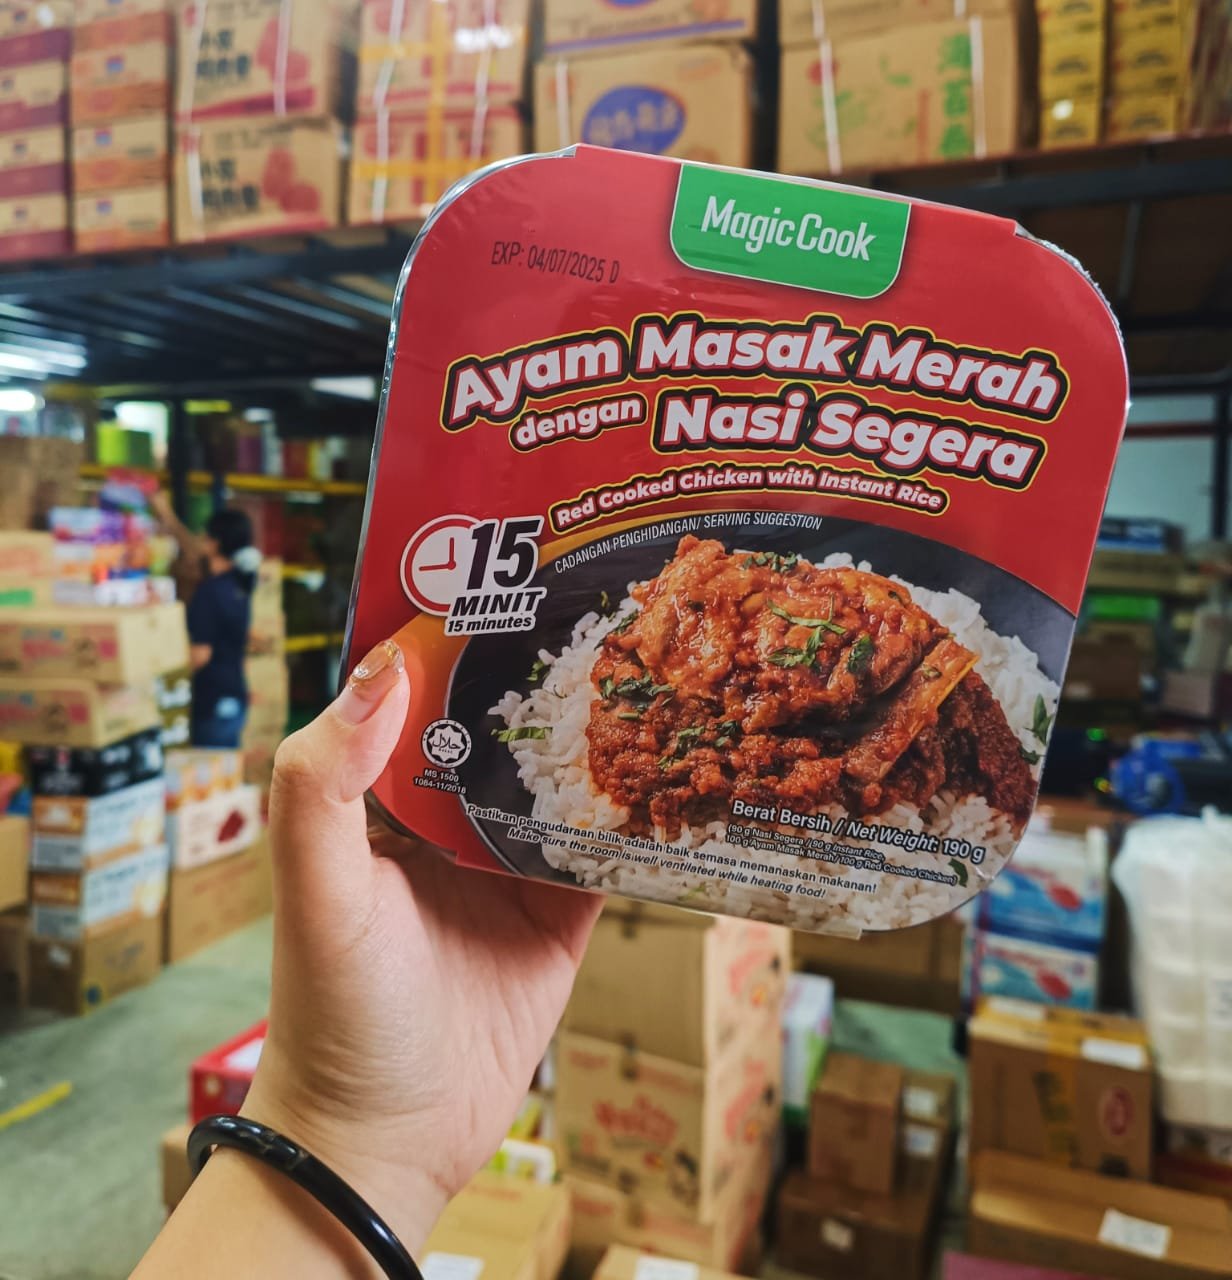 MagicCook
EXP: 04/07/2025 D
Ayam Masak Merah
dengan Nasi Segera
Red Cooked Chicken with Instant Rice
CADANGAN PENGHIDANGAN/ SERVING SUGGESTION
15
MINIT
15 minutes
حلال
MS 1500
1084-11/2018
Berat Bersih / Net Weight: 190 g
(90 g Nasi Segera / 90 g Instant Rice,
100 g Ayam Masak Merah/ 100 g Red Cooked Chicken)
Pastikan pengudaraan bilik adalah baik semasa memanaskan makanan!
Make sure the room is well ventilated while heating food!